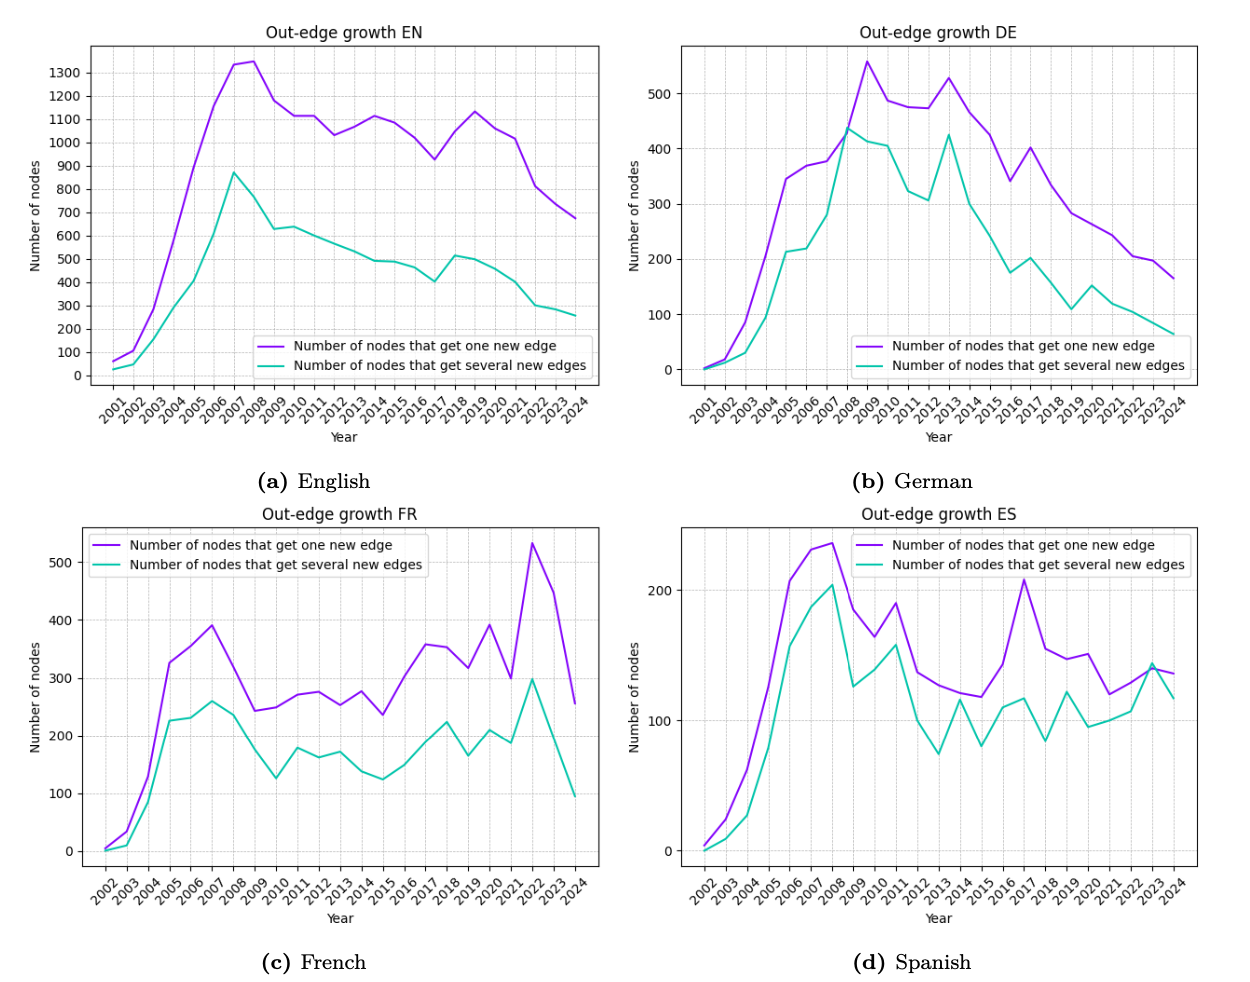 Out-edge growth EN
Number of nodes
1300
1200
1100
1000
900
800
700
600
500
400
300
200
100
0
Number of nodes that get one new edge
Number of nodes that get several new edges
2001 2002 2003 2004 2005 2006 2007 2008 2009 2010 2011 2012 2013 2014 2015 2016 2017 2018 2019 2020 2021 2022 2023 2024
Year
(a) English
Out-edge growth DE
Number of nodes
500
400
300
200
100
0
Number of nodes that get one new edge
Number of nodes that get several new edges
2001 2002 2003 2004 2005 2006 2007 2008 2009 2010 2011 2012 2013 2014 2015 2016 2017 2018 2019 2020 2021 2022 2023 2024
Year
(b) German
Out-edge growth FR
Number of nodes that get one new edge
Number of nodes that get several new edges
Number of nodes
500
400
300
200
100
0
2002 2003 2004 2005 2006 2007 2008 2009 2010 2011 2012 2013 2014 2015 2016 2017 2018 2019 2020 2021 2022 2023 2024
Year
(c) French
Out-edge growth ES
Number of nodes that get one new edge
Number of nodes that get several new edges
Number of nodes
200
100
0
2002 2003 2004 2005 2006 2007 2008 2009 2010 2011 2012 2013 2014 2015 2016 2017 2018 2019 2020 2021 2022 2023 2024
Year
(d) Spanish